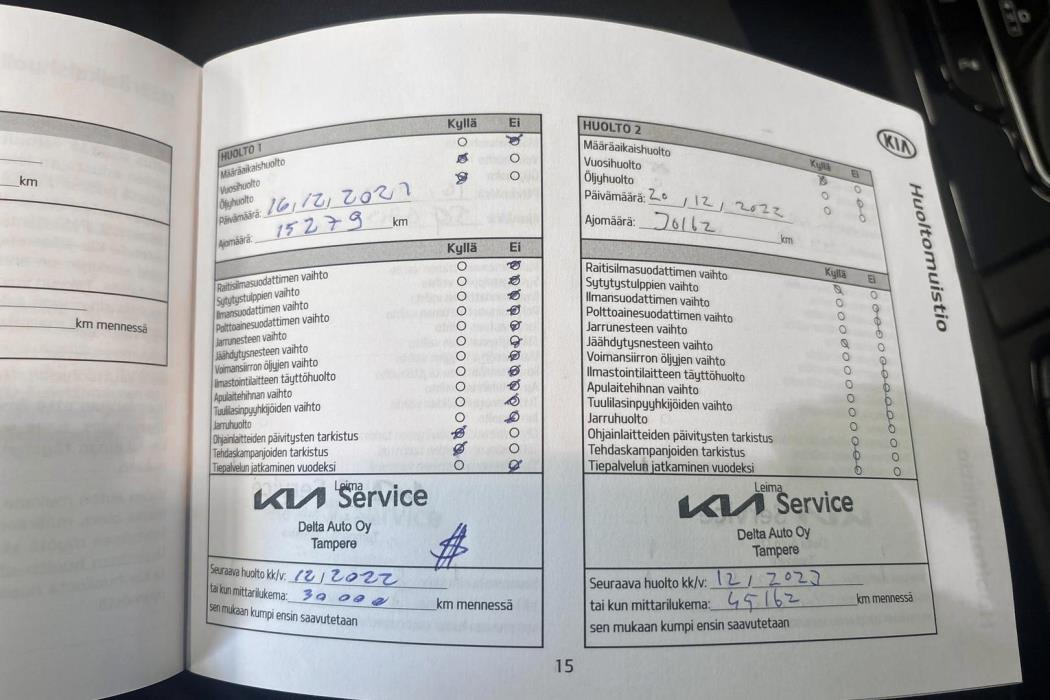 km
km mennessä
HUOLTO 1 Kyllä Ei
Määräaikaishuolto
Vuosihuolto
Öljyhuolto
Päivämäärä: 16, 12, 2021
Ajomäärä: 15279 km
Kyllä Ei
Raitisilmasuodattimen vaihto
Sytytystulppien vaihto
Ilmansuodattimen vaihto
Polttoainesuodattimen vaihto
Jarrunesteen vaihto
Jäähdytysnesteen vaihto
Voimansiirron öljyjen vaihto
Ilmastointilaitteen täyttöhuolto
Apulaitehihnan vaihto
Tuulilasinpyyhkijöiden vaihto
Jarruhuolto
Ohjainlaitteiden päivitysten tarkistus
Tehdaskampanjoiden tarkistus
Tiepalvelun jatkaminen vuodeksi
Leima
KIA Service
Delta Auto Oy
Tampere
Seuraava huolto kk/v: 12/2022
tai kun mittarilukema: 30 000 km mennessä
sen mukaan kumpi ensin saavutetaan
HUOLTO 2 Kyllä Ei
Määräaikaishuolto
Vuosihuolto
Öljyhuolto
Päivämäärä: 20, 12, 2022
Ajomäärä: 30162 km
Kyllä Ei
Raitisilmasuodattimen vaihto
Sytytystulppien vaihto
Ilmansuodattimen vaihto
Polttoainesuodattimen vaihto
Jarrunesteen vaihto
Jäähdytysnesteen vaihto
Voimansiirron öljyjen vaihto
Ilmastointilaitteen täyttöhuolto
Apulaitehihnan vaihto
Tuulilasinpyyhkijöiden vaihto
Jarruhuolto
Ohjainlaitteiden päivitysten tarkistus
Tehdaskampanjoiden tarkistus
Tiepalvelun jatkaminen vuodeksi
Leima
KIA Service
Delta Auto Oy
Tampere
Seuraava huolto kk/v: 12, 2023
tai kun mittarilukema: 45162 km mennessä
sen mukaan kumpi ensin saavutetaan
KIA
Huoltomuistio
15